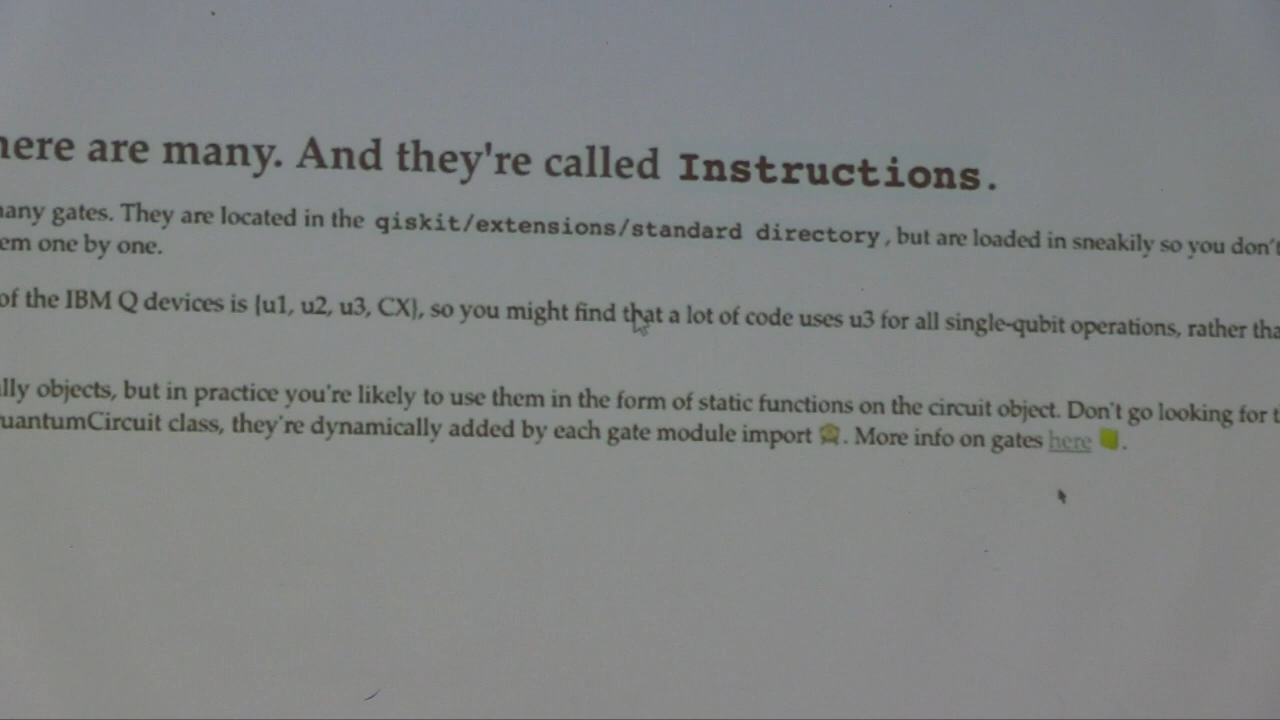 here are many. And they're called Instructions.
many gates. They are located in the qiskit/extensions/standard directory, but are loaded in sneakily so you don't
em one by one.
of the IBM Q devices is {u1, u2, u3, CX}, so you might find that a lot of code uses u3 for all single-qubit operations, rather tha
lly objects, but in practice you're likely to use them in the form of static functions on the circuit object. Don't go looking for t
uantumCircuit class, they're dynamically added by each gate module import. More info on gates here.